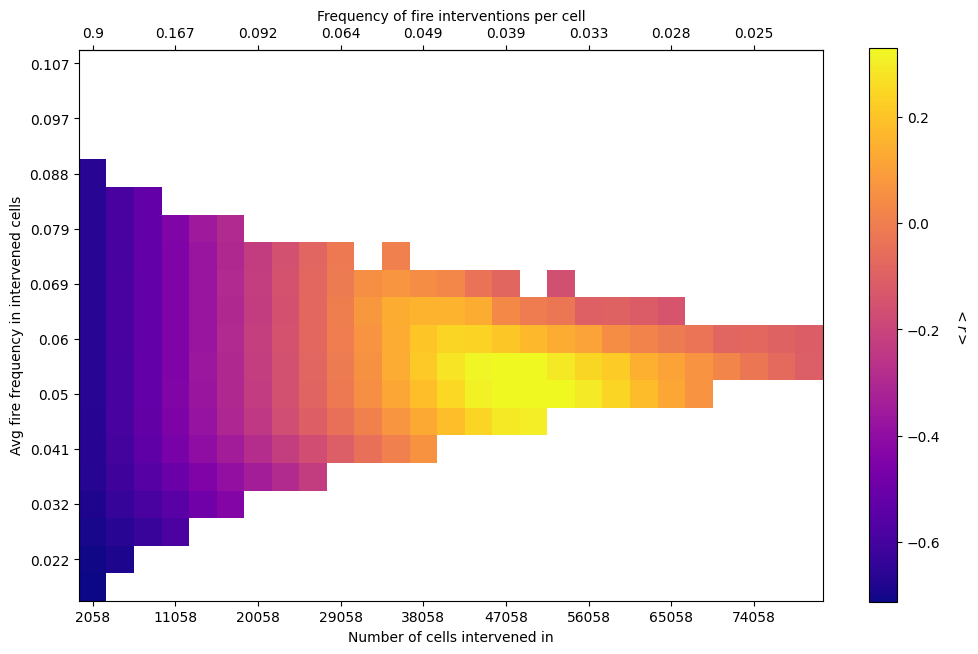 Frequency of fire interventions per cell
0.9 0.167 0.092 0.064 0.049 0.039 0.033 0.028 0.025
0.107
0.097
0.088
0.079
0.069
0.06
0.05
0.041
0.032
0.022
Avg fire frequency in intervened cells
2058 11058 20058 29058 38058 47058 56058 65058 74058
Number of cells intervened in
0.2
0.0
−0.2
−0.4
−0.6
< r >